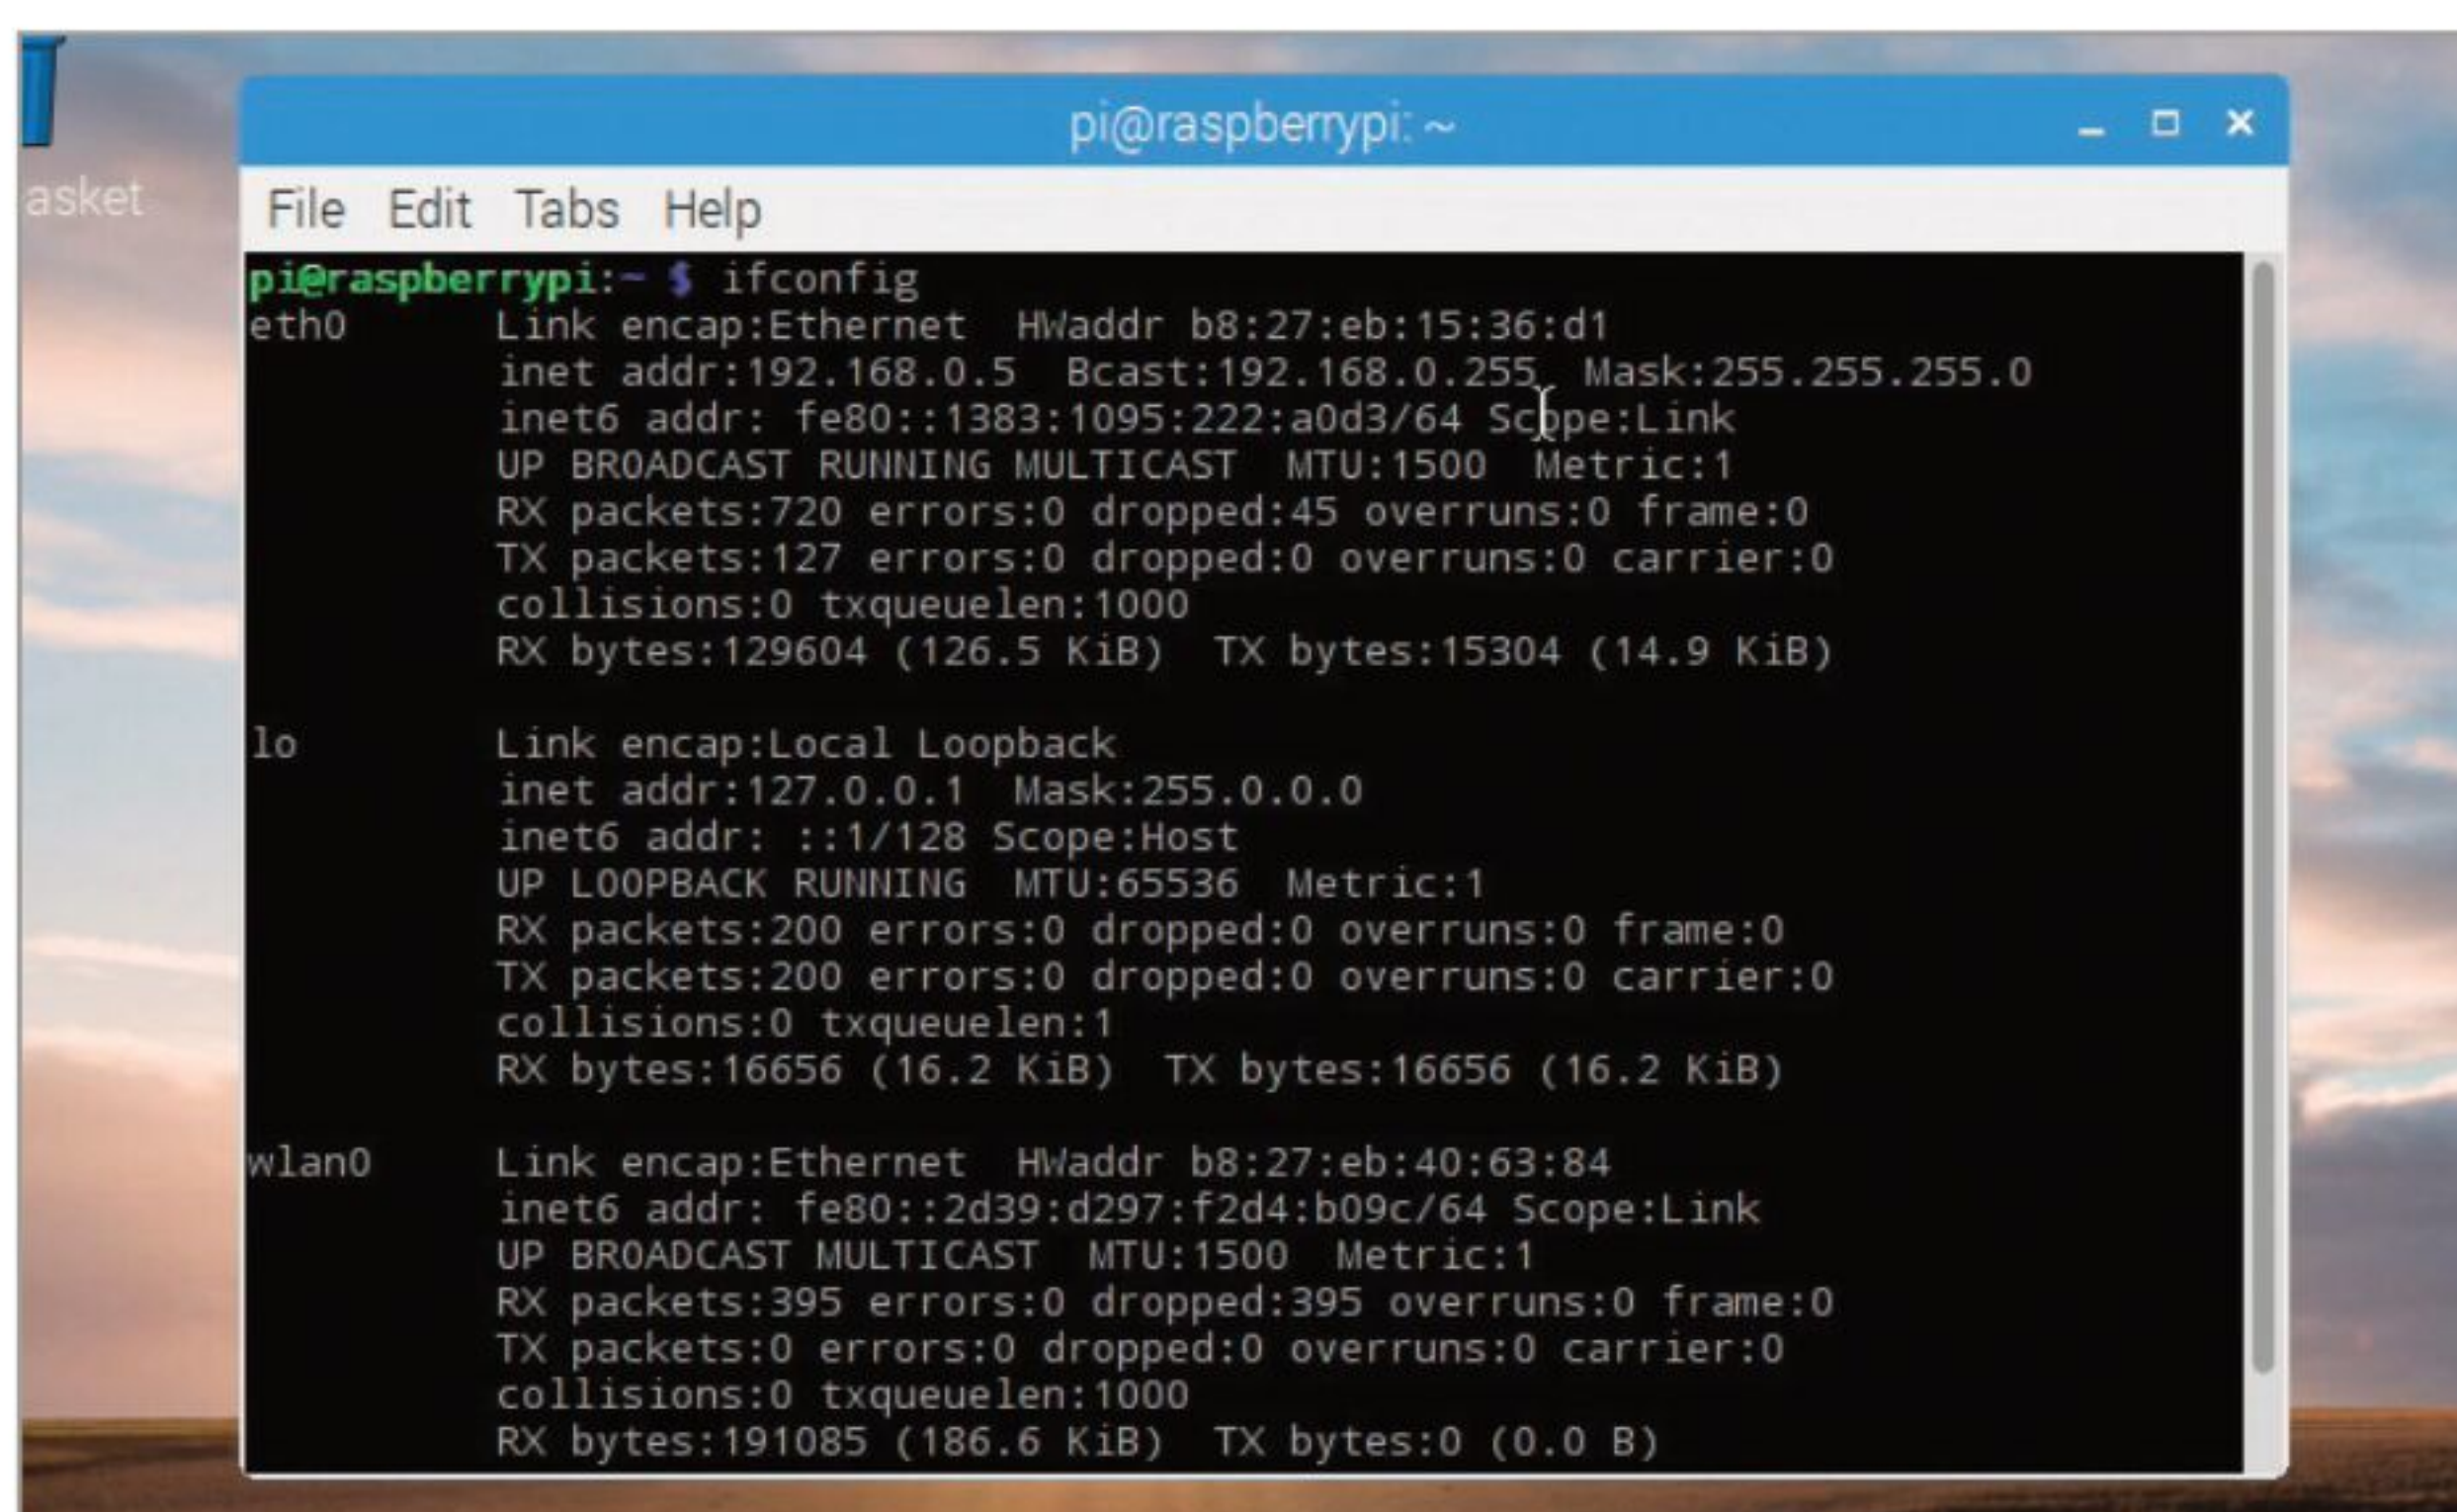 asket
pi@raspberrypi: ~
File Edit Tabs Help
pi@raspberrypi:~ $ ifconfig
eth0      Link encap:Ethernet  HWaddr b8:27:eb:15:36:d1
          inet addr:192.168.0.5  Bcast:192.168.0.255  Mask:255.255.255.0
          inet6 addr: fe80::1383:1095:222:a0d3/64 Scope:Link
          UP BROADCAST RUNNING MULTICAST  MTU:1500  Metric:1
          RX packets:720 errors:0 dropped:45 overruns:0 frame:0
          TX packets:127 errors:0 dropped:0 overruns:0 carrier:0
          collisions:0 txqueuelen:1000
          RX bytes:129604 (126.5 KiB)  TX bytes:15304 (14.9 KiB)
lo        Link encap:Local Loopback
          inet addr:127.0.0.1  Mask:255.0.0.0
          inet6 addr: ::1/128 Scope:Host
          UP LOOPBACK RUNNING  MTU:65536  Metric:1
          RX packets:200 errors:0 dropped:0 overruns:0 frame:0
          TX packets:200 errors:0 dropped:0 overruns:0 carrier:0
          collisions:0 txqueuelen:1
          RX bytes:16656 (16.2 KiB)  TX bytes:16656 (16.2 KiB)
wlan0     Link encap:Ethernet  HWaddr b8:27:eb:40:63:84
          inet6 addr: fe80::2d39:d297:f2d4:b09c/64 Scope:Link
          UP BROADCAST MULTICAST  MTU:1500  Metric:1
          RX packets:395 errors:0 dropped:395 overruns:0 frame:0
          TX packets:0 errors:0 dropped:0 overruns:0 carrier:0
          collisions:0 txqueuelen:1000
          RX bytes:191085 (186.6 KiB)  TX bytes:0 (0.0 B)